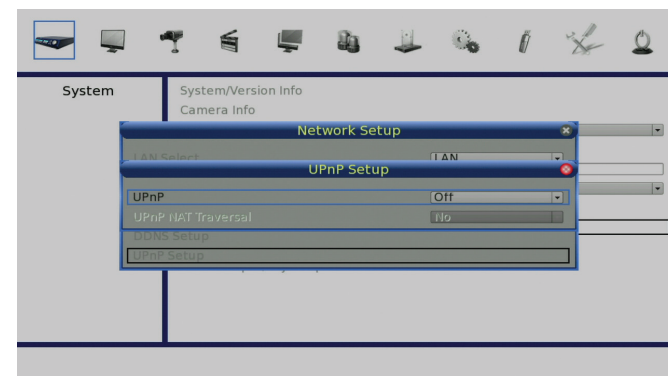 System
System/Version Info
Camera Info
Network Setup
LAN Select LAN
UPnP Setup
UPnP Off
UPnP NAT Traversal No
DDNS Setup
UPnP Setup